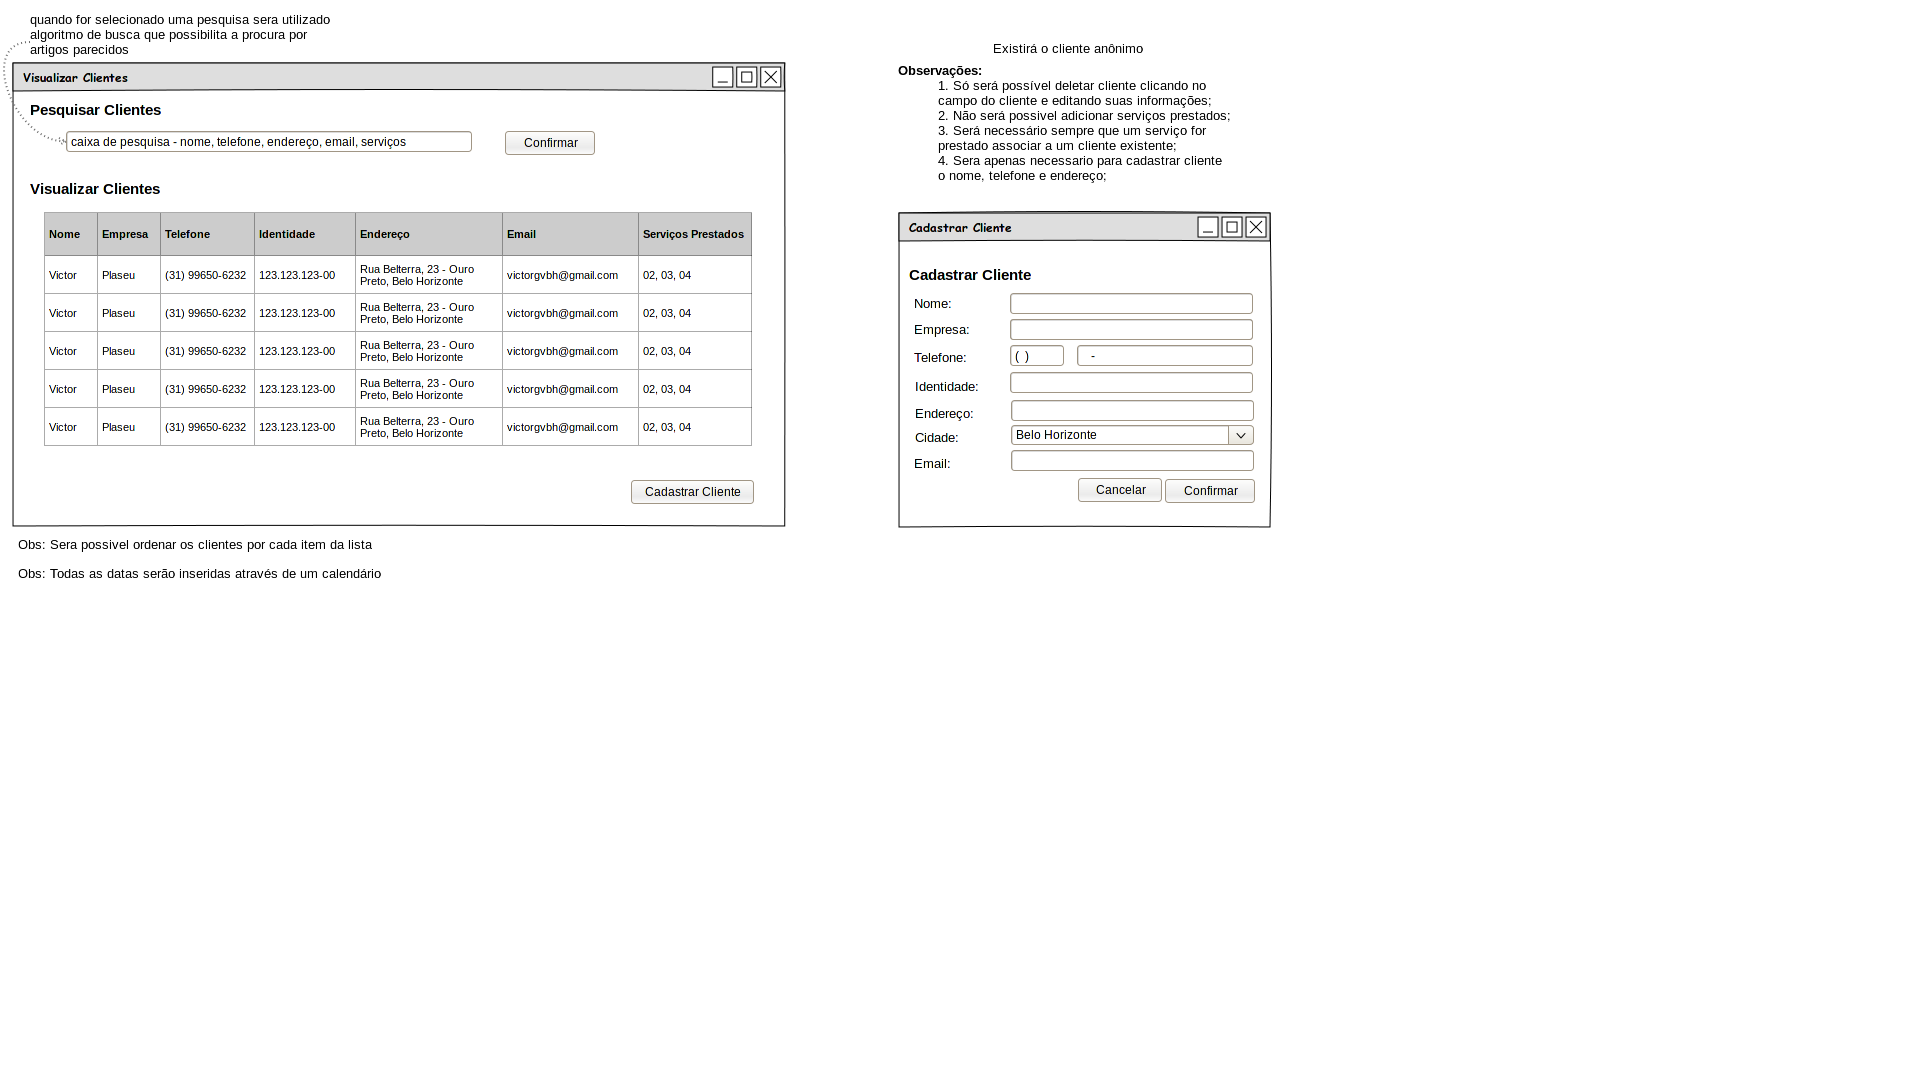 quando for selecionado uma pesquisa sera utilizado
algoritmo de busca que possibilita a procura por
artigos parecidos
Visualizar Clientes
Pesquisar Clientes
caixa de pesquisa - nome, telefone, endereço, email, serviços
Confirmar
Visualizar Clientes
Nome Empresa Telefone Identidade Endereço Email Serviços Prestados
Victor Plaseu (31) 99650-6232 123.123.123-00 Rua Belterra, 23 - Ouro
Preto, Belo Horizonte victorgvbh@gmail.com 02, 03, 04
Victor Plaseu (31) 99650-6232 123.123.123-00 Rua Belterra, 23 - Ouro
Preto, Belo Horizonte victorgvbh@gmail.com 02, 03, 04
Victor Plaseu (31) 99650-6232 123.123.123-00 Rua Belterra, 23 - Ouro
Preto, Belo Horizonte victorgvbh@gmail.com 02, 03, 04
Victor Plaseu (31) 99650-6232 123.123.123-00 Rua Belterra, 23 - Ouro
Preto, Belo Horizonte victorgvbh@gmail.com 02, 03, 04
Victor Plaseu (31) 99650-6232 123.123.123-00 Rua Belterra, 23 - Ouro
Preto, Belo Horizonte victorgvbh@gmail.com 02, 03, 04
Cadastrar Cliente
Obs: Sera possivel ordenar os clientes por cada item da lista
Obs: Todas as datas serão inseridas através de um calendário
Existirá o cliente anônimo
Observações:
1. Só será possível deletar cliente clicando no
campo do cliente e editando suas informações;
2. Não será possivel adicionar serviços prestados;
3. Será necessário sempre que um serviço for
prestado associar a um cliente existente;
4. Sera apenas necessario para cadastrar cliente
o nome, telefone e endereço;
Cadastrar Cliente
Cadastrar Cliente
Nome:
Empresa:
Telefone: ( ) -
Identidade:
Endereço:
Cidade: Belo Horizonte
Email:
Cancelar Confirmar